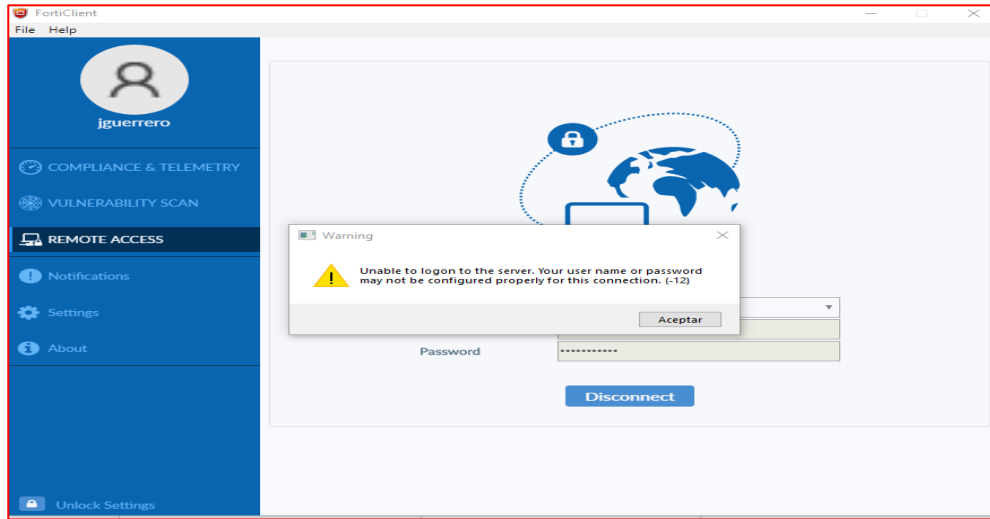 FortiClient
File Help
jguerrero
COMPLIANCE & TELEMETRY
VULNERABILITY SCAN
REMOTE ACCESS
Notifications
Settings
About
Unlock Settings
Warning
Unable to logon to the server. Your user name or password
may not be configured properly for this connection. (-12)
Aceptar
Password
Disconnect